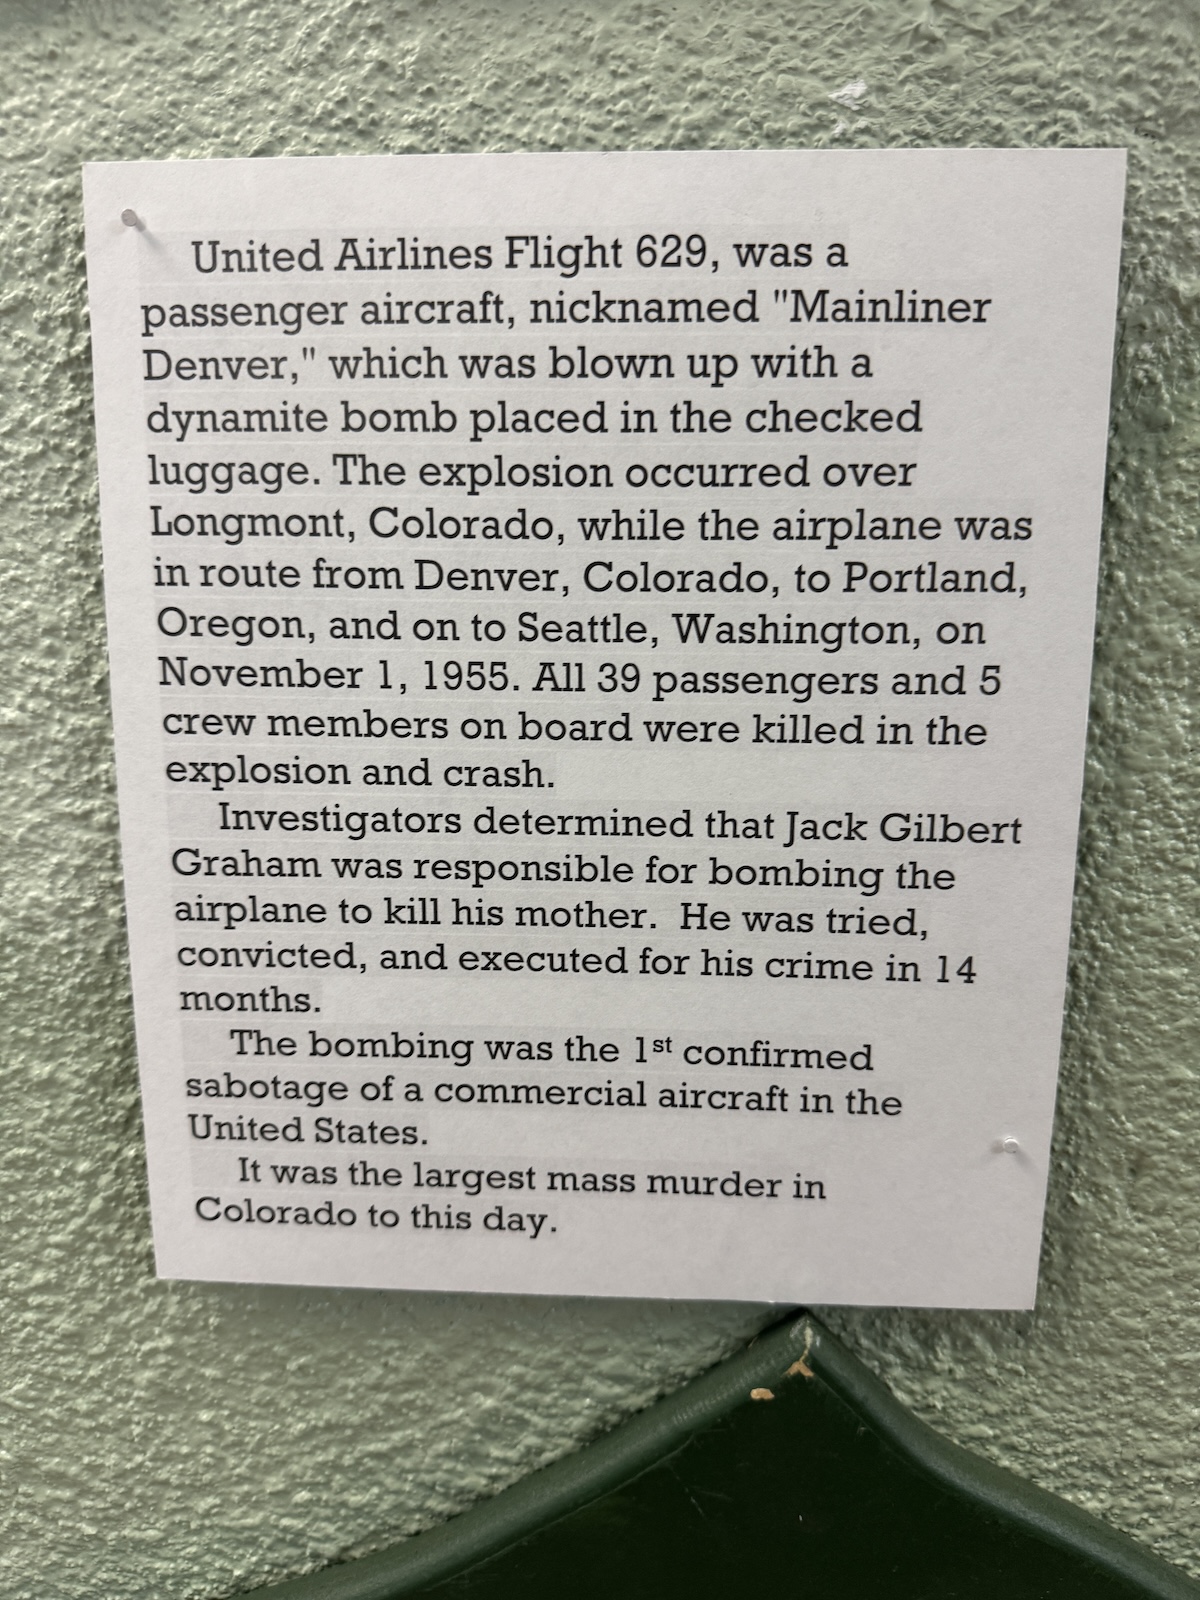 United Airlines Flight 629, was a
passenger aircraft, nicknamed "Mainliner
Denver," which was blown up with a
dynamite bomb placed in the checked
luggage. The explosion occurred over
Longmont, Colorado, while the airplane was
in route from Denver, Colorado, to Portland,
Oregon, and on to Seattle, Washington, on
November 1, 1955. All 39 passengers and 5
crew members on board were killed in the
explosion and crash.
Investigators determined that Jack Gilbert
Graham was responsible for bombing the
airplane to kill his mother.  He was tried,
convicted, and executed for his crime in 14
months.
The bombing was the 1st confirmed
sabotage of a commercial aircraft in the
United States.
It was the largest mass murder in
Colorado to this day.